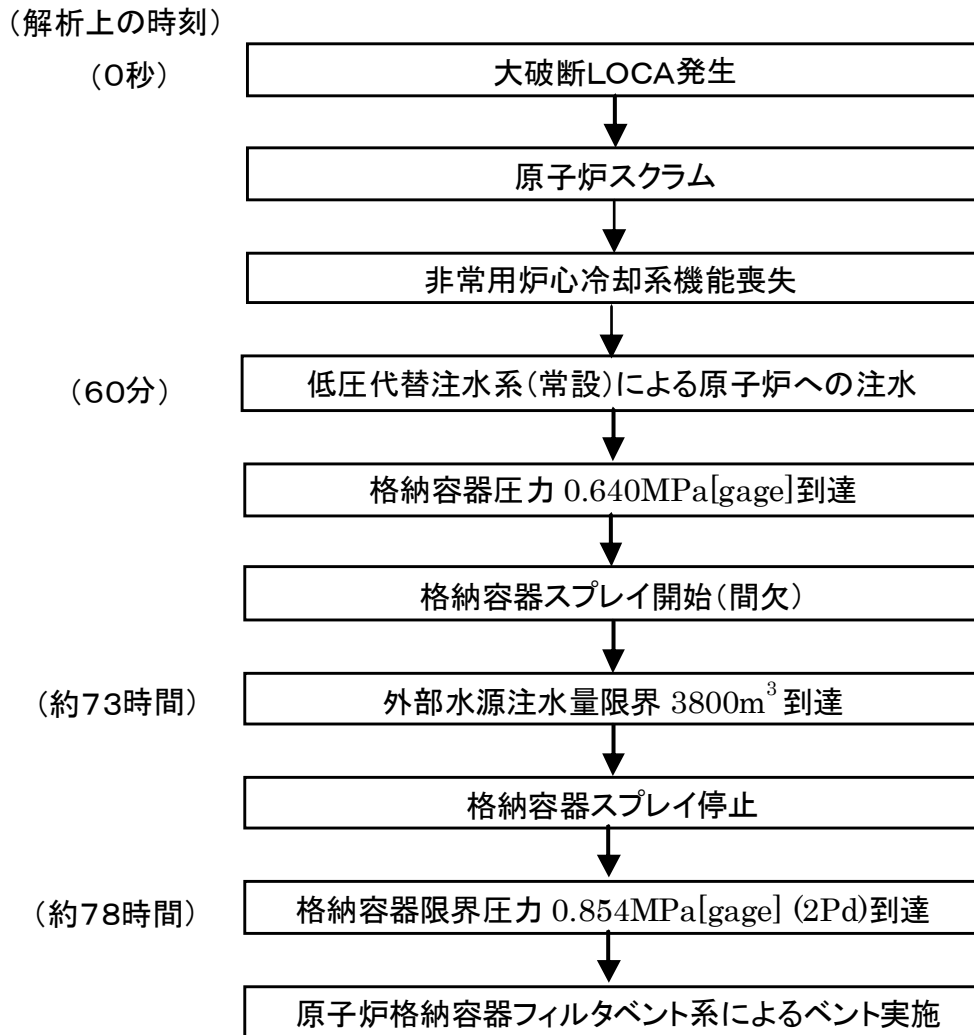 （解析上の時刻）
（0秒） 大破断LOCA発生
原子炉スクラム
非常用炉心冷却系機能喪失
（60分） 低圧代替注水系（常設）による原子炉への注水
格納容器圧力 0.640MPa[gage]到達
格納容器スプレイ開始（間欠）
（約73時間） 外部水源注水量限界 3800m³ 到達
格納容器スプレイ停止
（約78時間） 格納容器限界圧力 0.854MPa[gage] (2Pd)到達
原子炉格納容器フィルタベント系によるベント実施